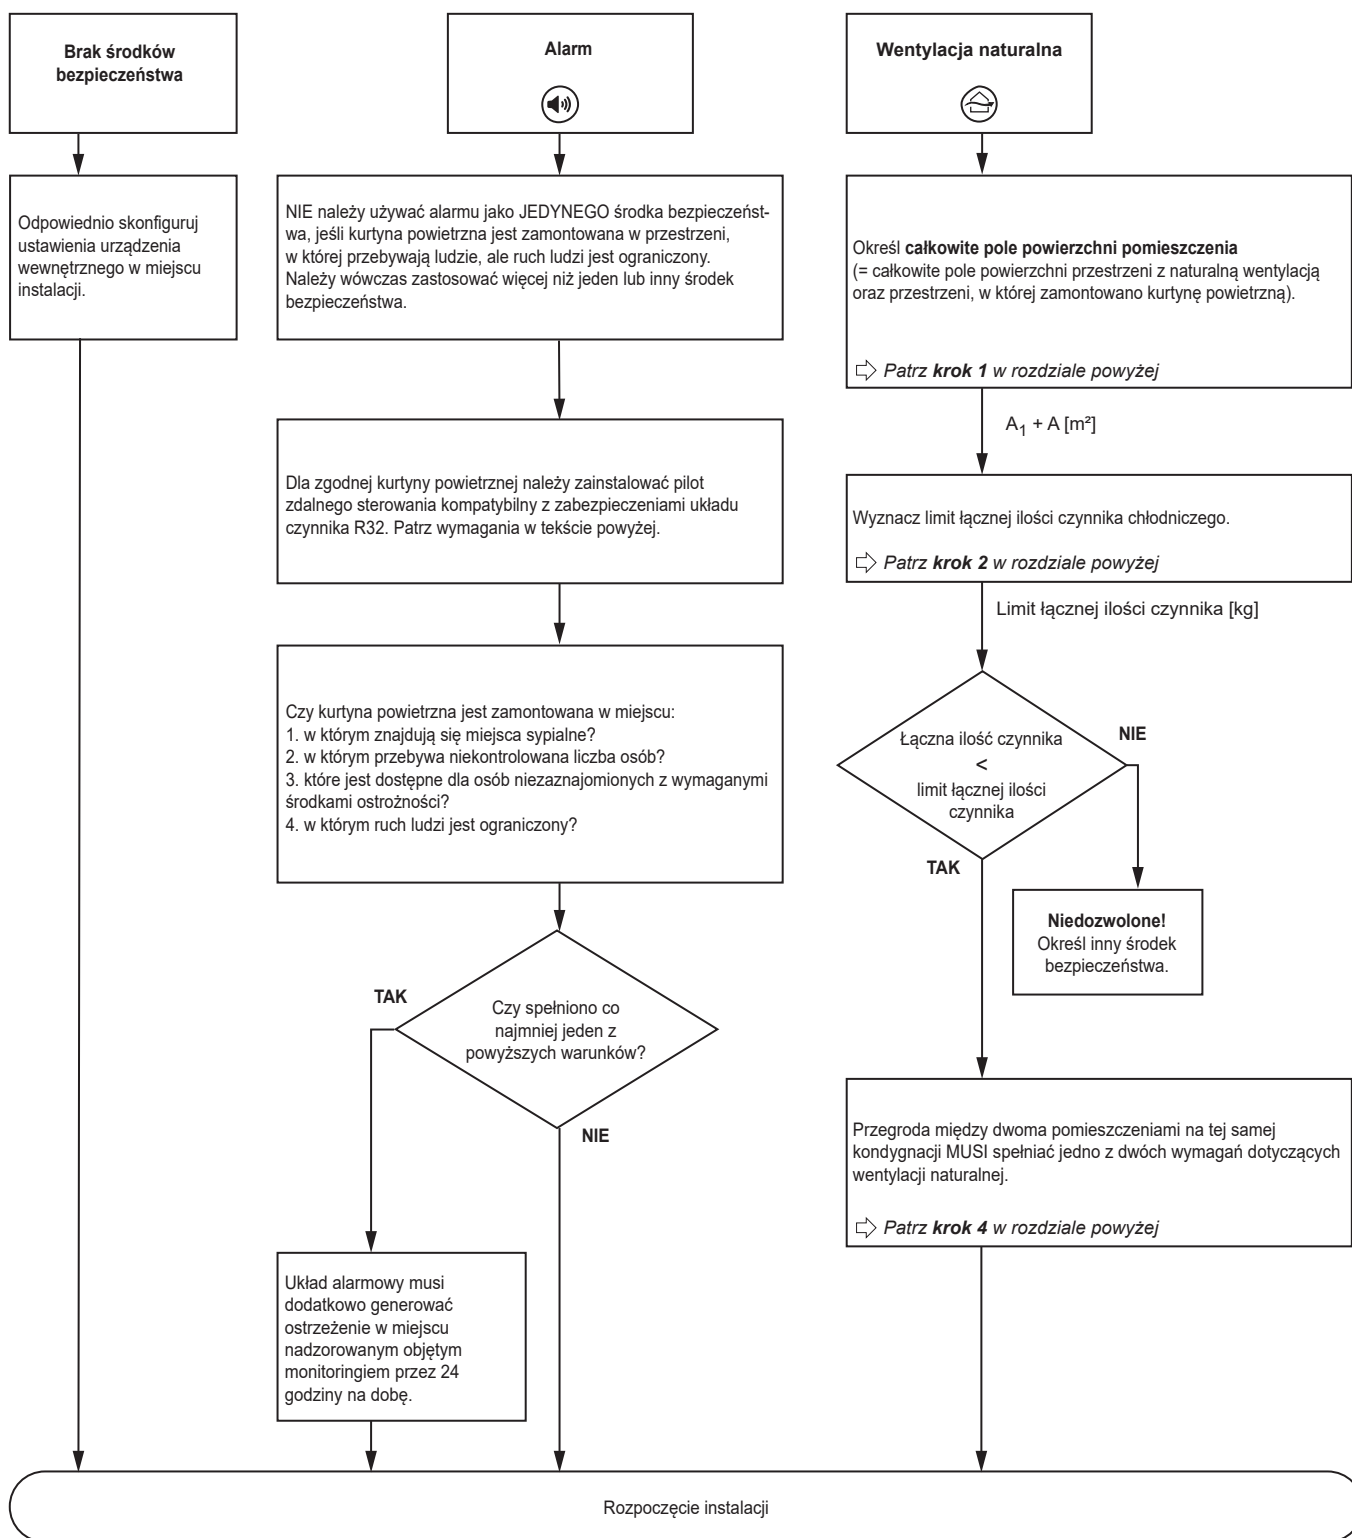 Brak środków
bezpieczeństwa
Odpowiednio skonfiguruj
ustawienia urządzenia
wewnętrznego w miejscu
instalacji.
Alarm
NIE należy używać alarmu jako JEDYNEGO środka bezpieczeńst-
wa, jeśli kurtyna powietrzna jest zamontowana w przestrzeni,
w której przebywają ludzie, ale ruch ludzi jest ograniczony.
Należy wówczas zastosować więcej niż jeden lub inny środek
bezpieczeństwa.
Dla zgodnej kurtyny powietrznej należy zainstalować pilot
zdalnego sterowania kompatybilny z zabezpieczeniami układu
czynnika R32. Patrz wymagania w tekście powyżej.
Czy kurtyna powietrzna jest zamontowana w miejscu:
1. w którym znajdują się miejsca sypialne?
2. w którym przebywa niekontrolowana liczba osób?
3. które jest dostępne dla osób niezaznajomionych z wymaganymi
środkami ostrożności?
4. w którym ruch ludzi jest ograniczony?
Czy spełniono co
najmniej jeden z
powyższych warunków?
TAK
NIE
Układ alarmowy musi
dodatkowo generować
ostrzeżenie w miejscu
nadzorowanym objętym
monitoringiem przez 24
godziny na dobę.
Wentylacja naturalna
Określ całkowite pole powierzchni pomieszczenia
(= całkowite pole powierzchni przestrzeni z naturalną wentylacją
oraz przestrzeni, w której zamontowano kurtynę powietrzną).
Patrz krok 1 w rozdziale powyżej
A₁ + A [m²]
Wyznacz limit łącznej ilości czynnika chłodniczego.
Patrz krok 2 w rozdziale powyżej
Limit łącznej ilości czynnika [kg]
Łączna ilość czynnika
<
limit łącznej ilości
czynnika
NIE
TAK
Niedozwolone!
Określ inny środek
bezpieczeństwa.
Przegroda między dwoma pomieszczeniami na tej samej
kondygnacji MUSI spełniać jedno z dwóch wymagań dotyczących
wentylacji naturalnej.
Patrz krok 4 w rozdziale powyżej
Rozpoczęcie instalacji